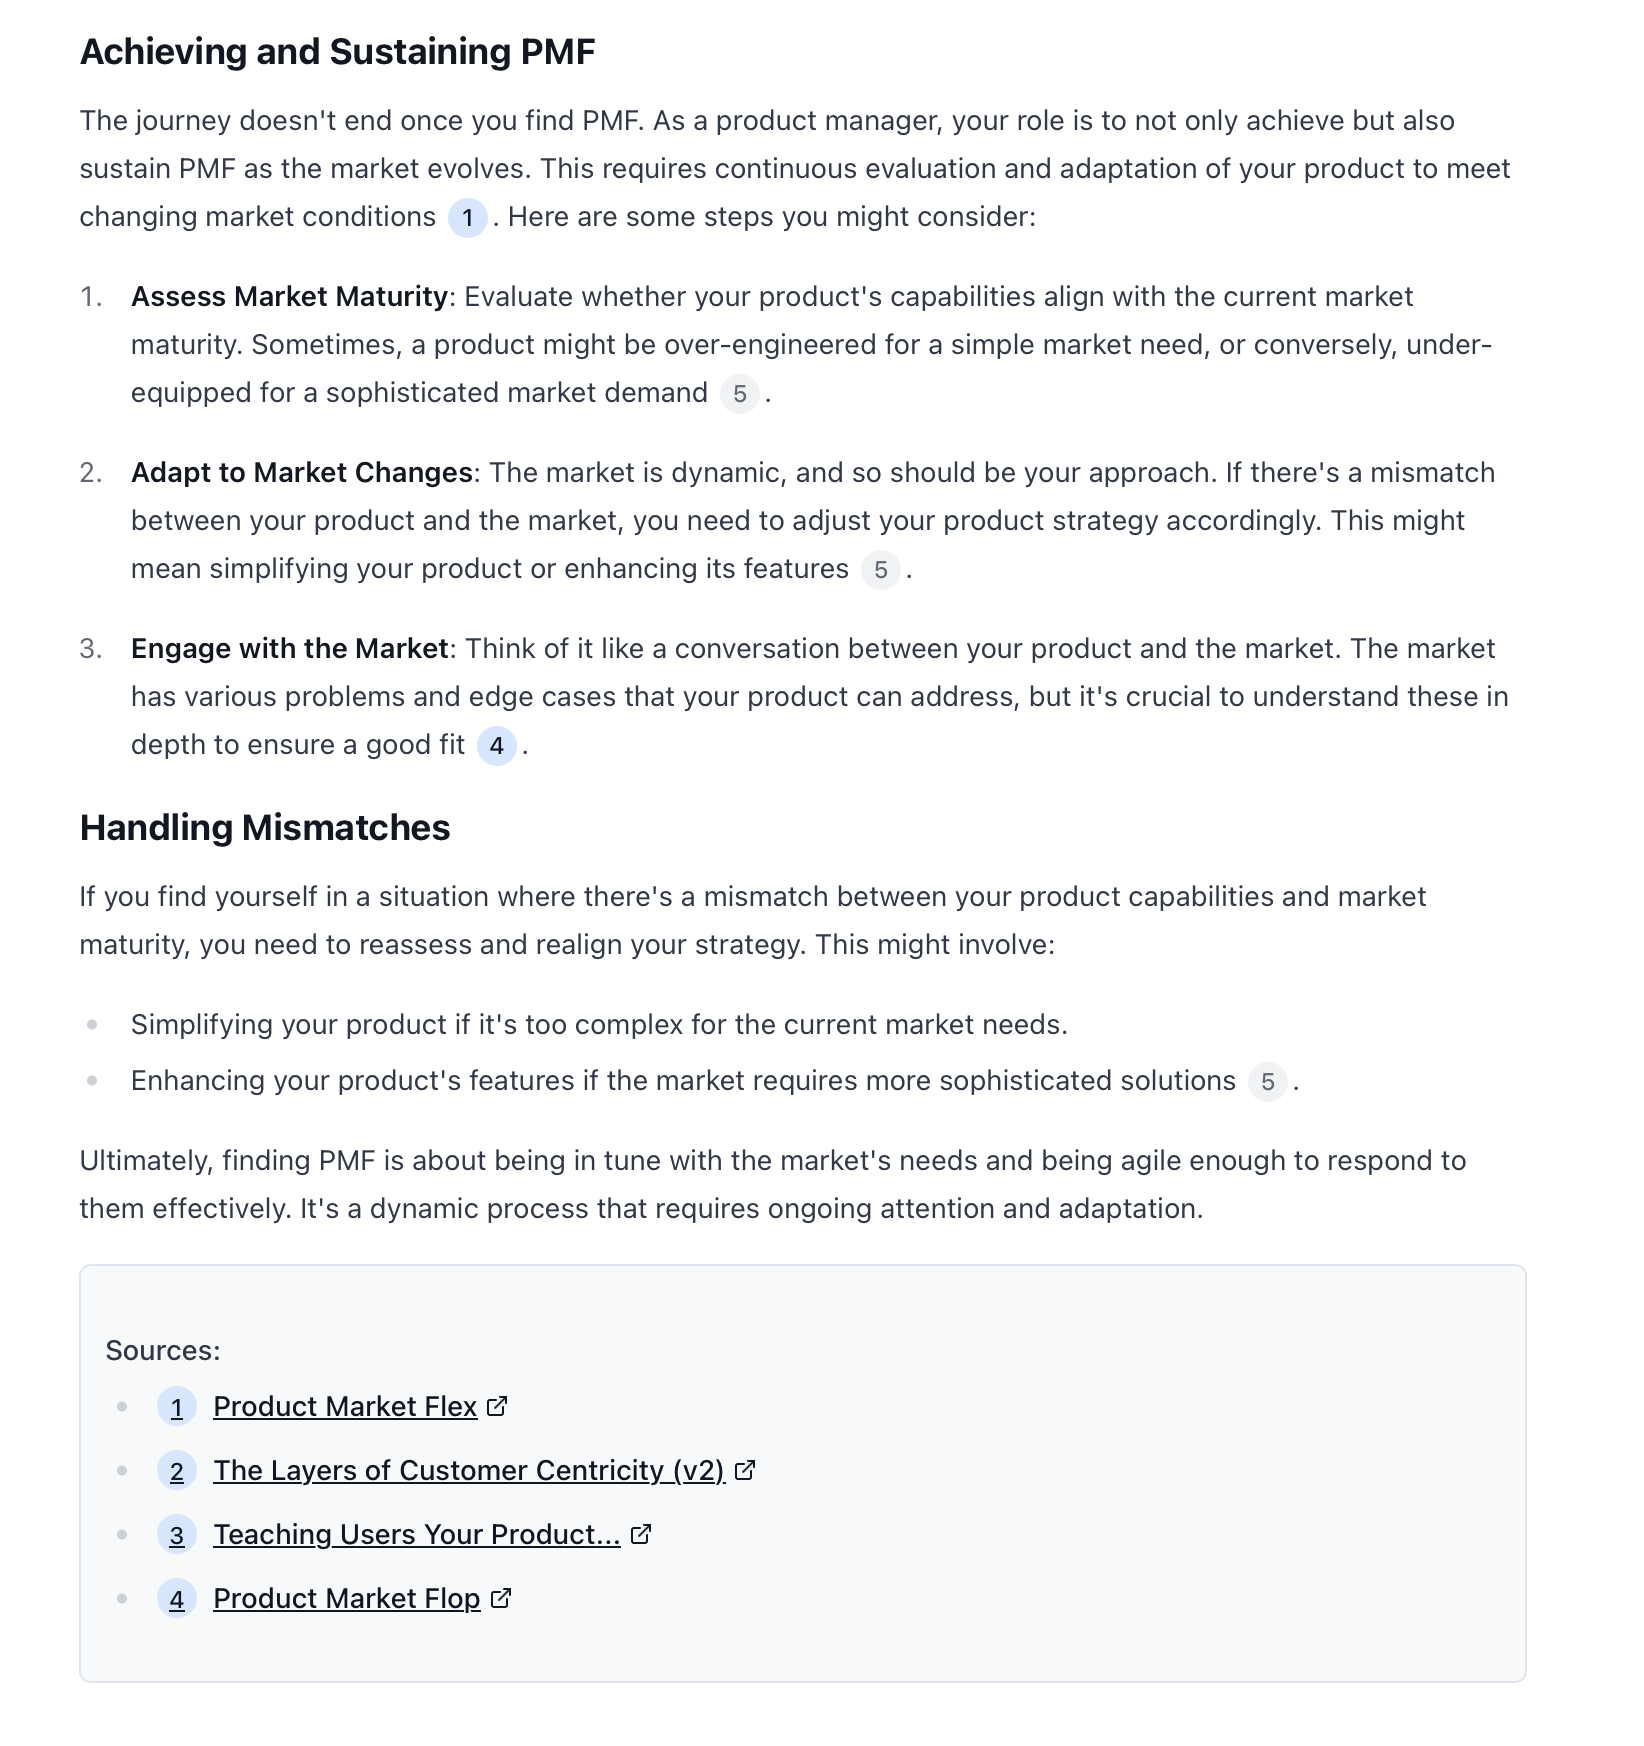 Achieving and Sustaining PMF
The journey doesn't end once you find PMF. As a product manager, your role is to not only achieve but also
sustain PMF as the market evolves. This requires continuous evaluation and adaptation of your product to meet
changing market conditions 1 . Here are some steps you might consider:
1. Assess Market Maturity: Evaluate whether your product's capabilities align with the current market
maturity. Sometimes, a product might be over-engineered for a simple market need, or conversely, under-
equipped for a sophisticated market demand 5 .
2. Adapt to Market Changes: The market is dynamic, and so should be your approach. If there's a mismatch
between your product and the market, you need to adjust your product strategy accordingly. This might
mean simplifying your product or enhancing its features 5 .
3. Engage with the Market: Think of it like a conversation between your product and the market. The market
has various problems and edge cases that your product can address, but it's crucial to understand these in
depth to ensure a good fit 4 .
Handling Mismatches
If you find yourself in a situation where there's a mismatch between your product capabilities and market
maturity, you need to reassess and realign your strategy. This might involve:
• Simplifying your product if it's too complex for the current market needs.
• Enhancing your product's features if the market requires more sophisticated solutions 5 .
Ultimately, finding PMF is about being in tune with the market's needs and being agile enough to respond to
them effectively. It's a dynamic process that requires ongoing attention and adaptation.
Sources:
• 1 Product Market Flex
• 2 The Layers of Customer Centricity (v2)
• 3 Teaching Users Your Product...
• 4 Product Market Flop